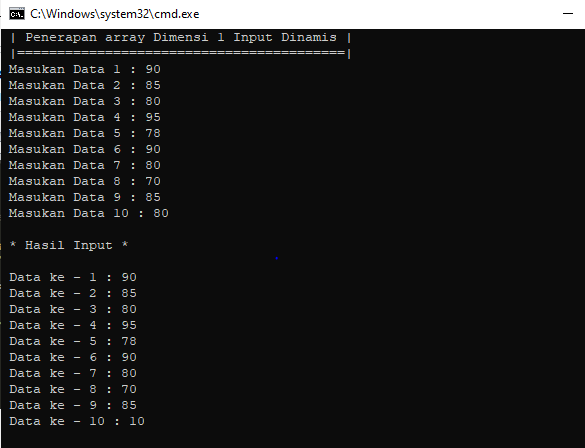 C:\Windows\system32\cmd.exe
| Penerapan array Dimensi 1 Input Dinamis |
|=========================================|
Masukan Data 1 : 90
Masukan Data 2 : 85
Masukan Data 3 : 80
Masukan Data 4 : 95
Masukan Data 5 : 78
Masukan Data 6 : 90
Masukan Data 7 : 80
Masukan Data 8 : 70
Masukan Data 9 : 85
Masukan Data 10 : 80
* Hasil Input *
Data ke - 1 : 90
Data ke - 2 : 85
Data ke - 3 : 80
Data ke - 4 : 95
Data ke - 5 : 78
Data ke - 6 : 90
Data ke - 7 : 80
Data ke - 8 : 70
Data ke - 9 : 85
Data ke - 10 : 10